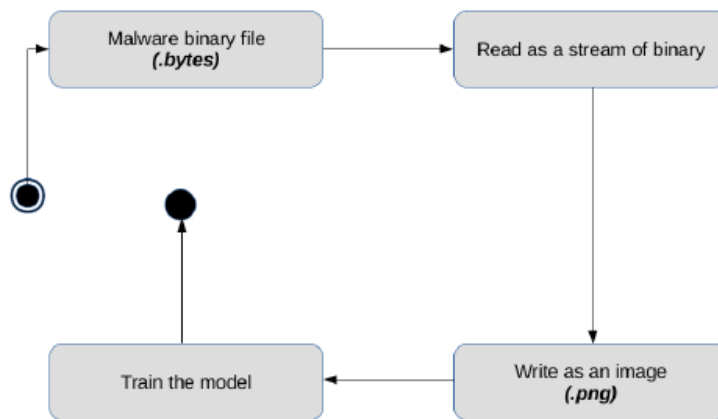 Malware binary file
(.bytes)
Read as a stream of binary
Write as an image
(.png)
Train the model